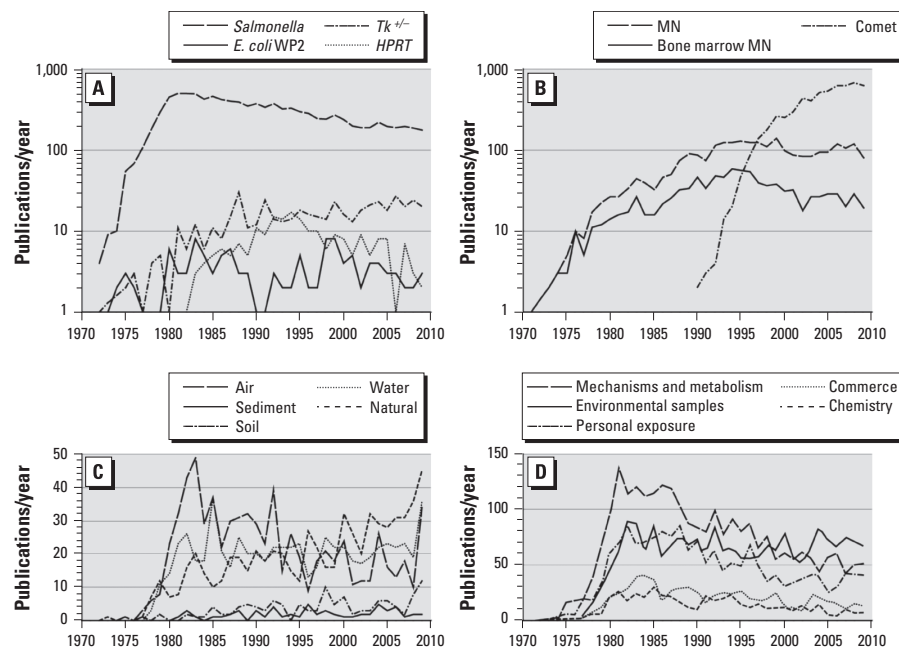 Salmonella Tk +/–
E. coli WP2 HPRT
MN Comet
Bone marrow MN
A
B
Publications/year
1,000
100
10
1
1970 1975 1980 1985 1990 1995 2000 2005 2010
Publications/year
1,000
100
10
1
1970 1975 1980 1985 1990 1995 2000 2005 2010
Air Water
Sediment Natural
Soil
Mechanisms and metabolism Commerce
Environmental samples Chemistry
Personal exposure
C
D
Publications/year
50
40
30
20
10
0
1970 1975 1980 1985 1990 1995 2000 2005 2010
Publications/year
150
100
50
0
1970 1975 1980 1985 1990 1995 2000 2005 2010